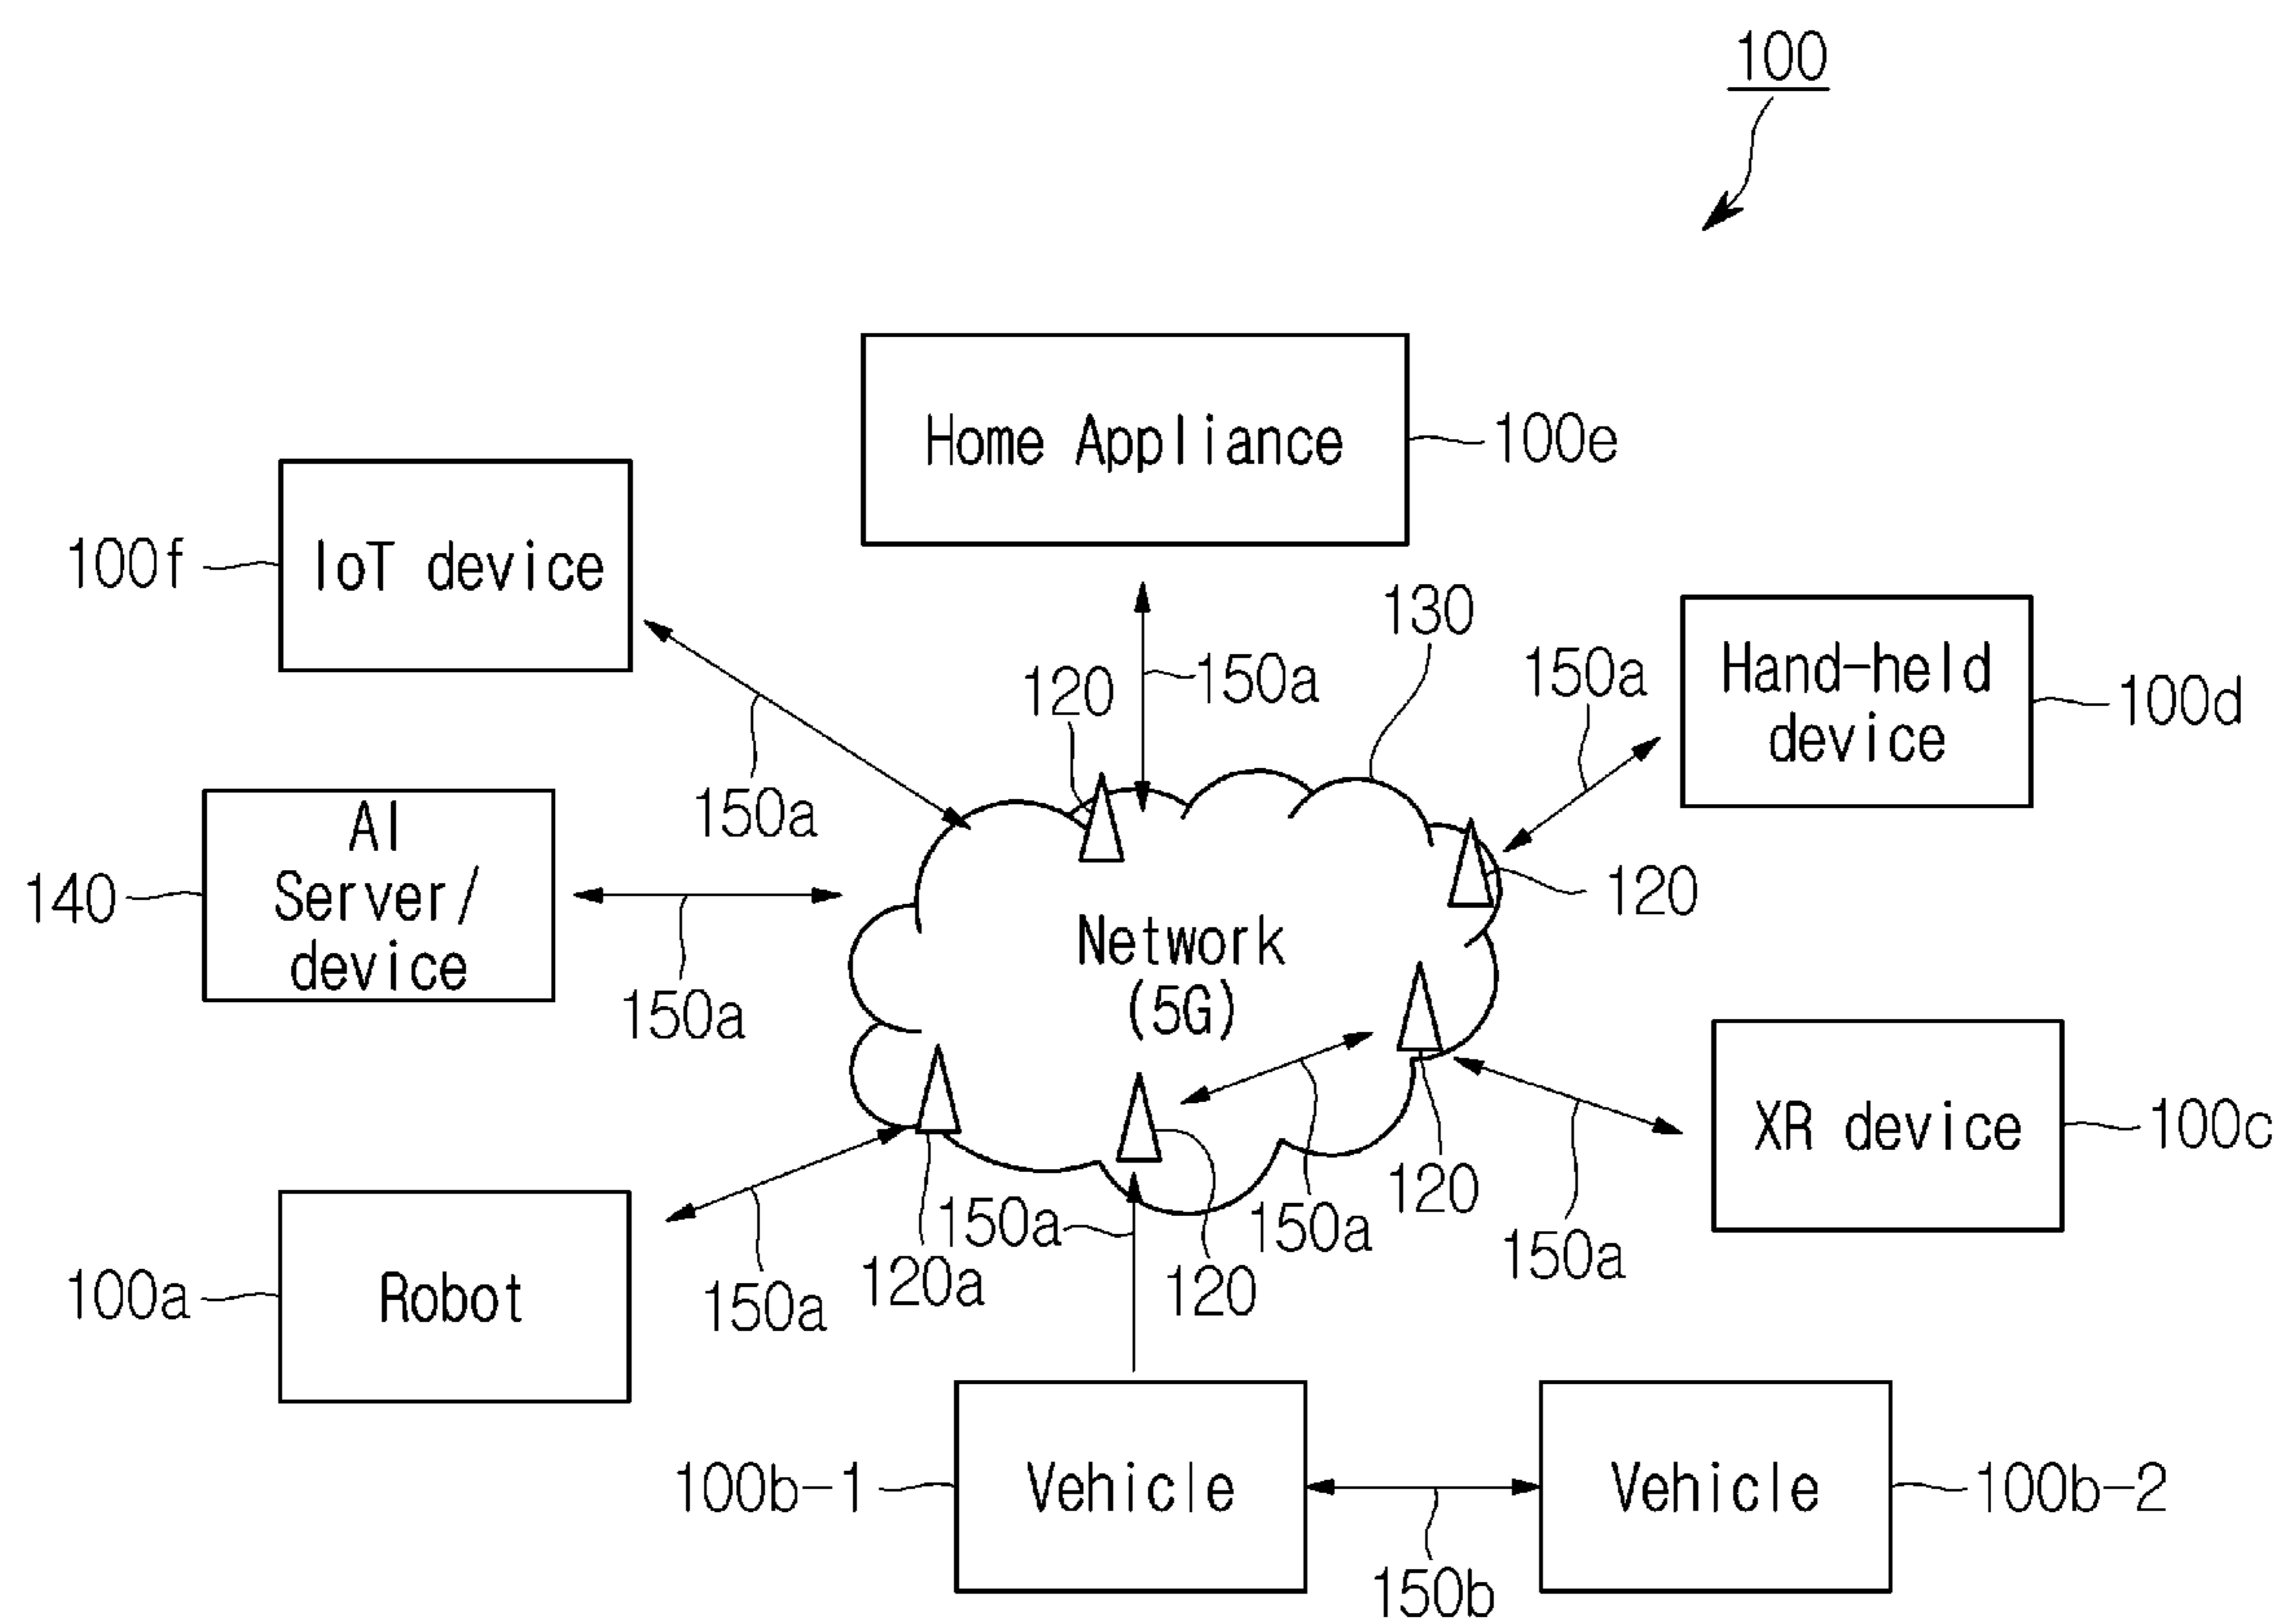 100
Home Appliance
100e
100f
IoT device
130
150a
120
150a
Hand-held
device
100d
150a
AI
Server/
device
140
150a
120
Network
(5G)
XR device
100c
120
150a
150a
150a
120a
120
150a
100a
Robot
150a
100b-1
Vehicle
Vehicle
100b-2
150b